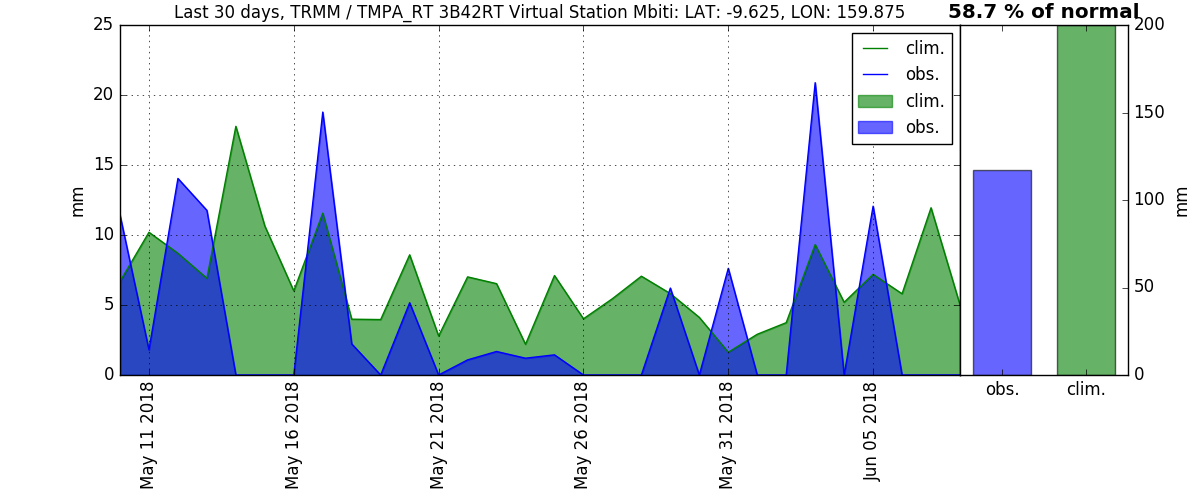 Last 30 days, TRMM / TMPA_RT 3B42RT Virtual Station Mbiti: LAT: -9.625, LON: 159.875
58.7 % of normal
25
20
15
10
5
0
mm
clim.
obs.
clim.
obs.
200
150
100
50
0
mm
May 11 2018
May 16 2018
May 21 2018
May 26 2018
May 31 2018
Jun 05 2018
obs.
clim.